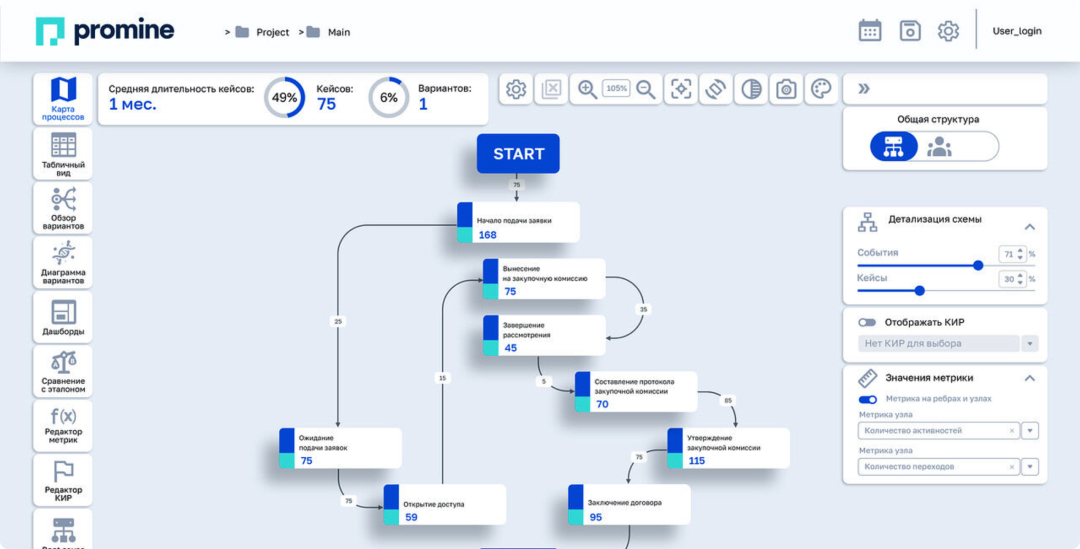 promine
> Project > Main
User_login
Карта
процессов
Средняя длительность кейсов:
1 мес.
49%
Кейсы:
75
6%
Вариантов:
1
105%
Общая структура
Табличный
вид
Обзор
вариантов
Диаграмма
вариантов
Дашборды
Сравнение
с эталоном
f(x)
Редактор
метрик
Редактор
КИР
START
75
Начало подачи заявки
168
Вынесение
на закупочную комиссию
75
35
25
Завершение
рассмотрения
45
15
5
Составление протокола
закупочной комиссии
70
85
Ожидание
подачи заявок
75
Утверждение
закупочной комиссии
115
75
75
Открытие доступа
59
Заключение договора
95
Детализация схемы
События
71 %
Кейсы
30 %
Отображать КИР
Нет КИР для выбора
Значения метрики
Метрика на ребрах и узлах
Метрика узла
Количество активностей
Метрика узла
Количество переходов